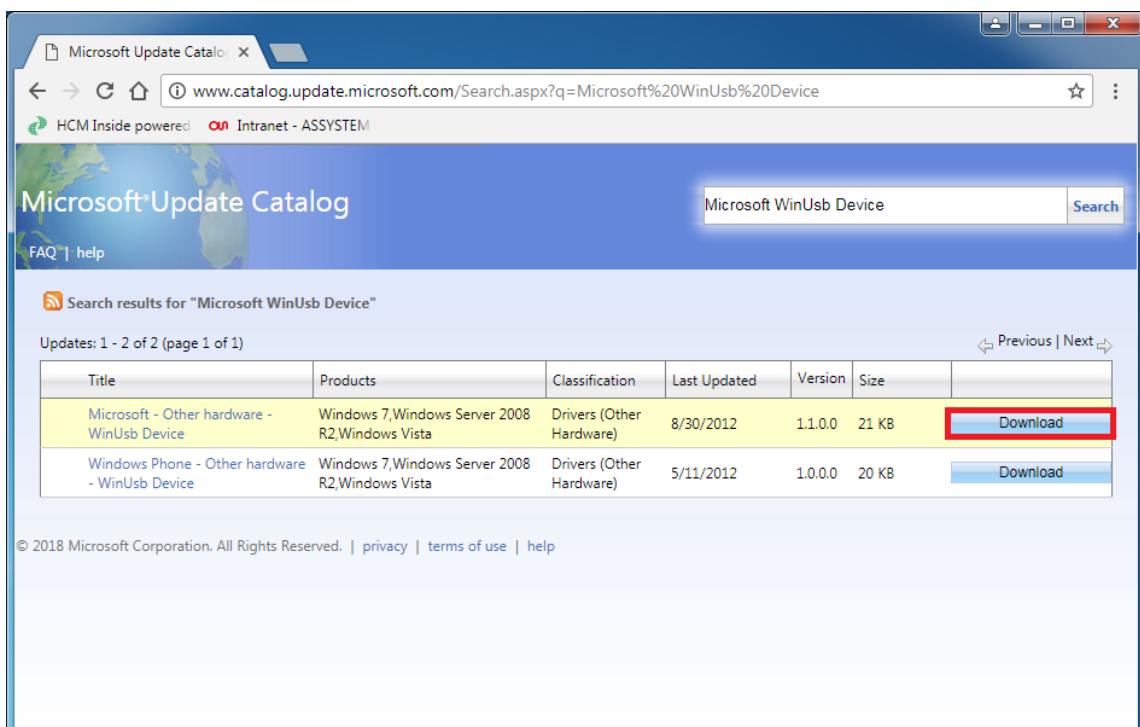 Microsoft Update Catalo
www.catalog.update.microsoft.com/Search.aspx?q=Microsoft%20WinUsb%20Device
HCM Inside powered Intranet - ASSYSTEM
Microsoft® Update Catalog
Microsoft WinUsb Device Search
FAQ | help
Search results for "Microsoft WinUsb Device"
Updates: 1 - 2 of 2 (page 1 of 1) Previous | Next
Title Products Classification Last Updated Version Size
Microsoft - Other hardware - Windows 7,Windows Server 2008 Drivers (Other
WinUsb Device R2,Windows Vista Hardware) 8/30/2012 1.1.0.0 21 KB Download
Windows Phone - Other hardware Windows 7,Windows Server 2008 Drivers (Other
- WinUsb Device R2,Windows Vista Hardware) 5/11/2012 1.0.0.0 20 KB Download
© 2018 Microsoft Corporation. All Rights Reserved. | privacy | terms of use | help